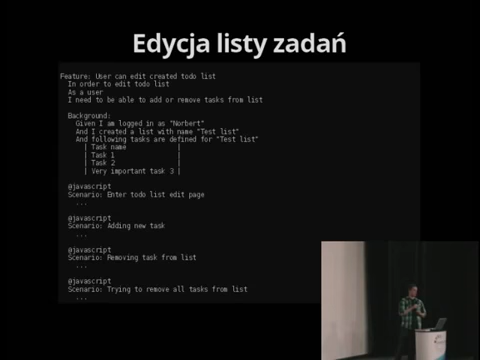 Edycja listy zadań
Feature: User can edit created todo list
In order to edit todo list
As a user
I need to be able to add or remove tasks from list
Background:
Given I am logged in as "Norbert"
And I created a list with name "Test list"
And following tasks are defined for "Test list"
| Task name |
| Task 1 |
| Task 2 |
| Very important task 3 |
@javascript
Scenario: Enter todo list edit page
...
@javascript
Scenario: Adding new task
...
@javascript
Scenario: Removing task from list
...
@javascript
Scenario: Trying to remove all tasks from list
...